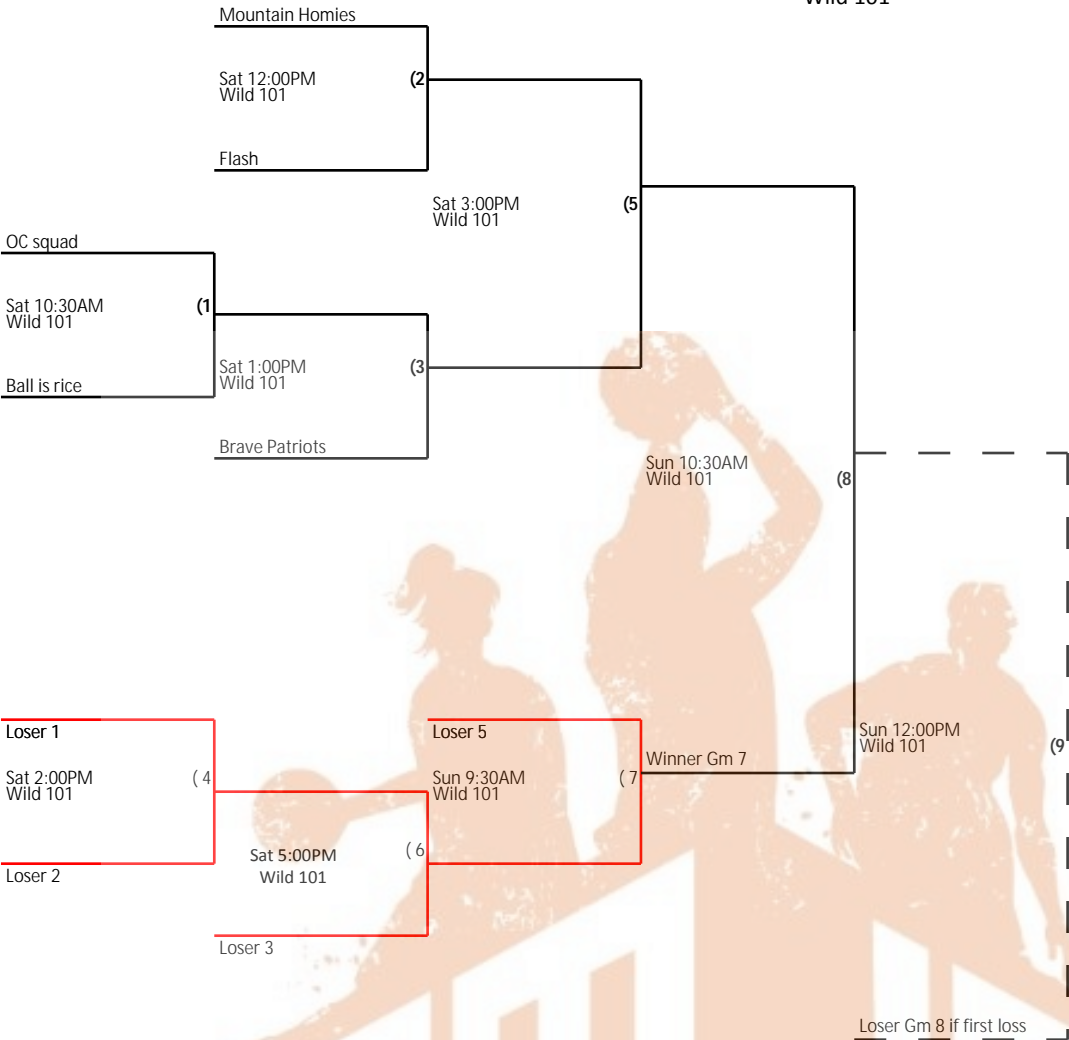 Wild 101
Mountain Homies
Sat 12:00PM
Wild 101
(2
Flash
Sat 3:00PM
Wild 101
(5
OC squad
Sat 10:30AM
Wild 101
(1
Sat 1:00PM
Wild 101
(3
Ball is rice
Brave Patriots
Sun 10:30AM
Wild 101
(8
Loser 1
Sat 2:00PM
Wild 101
( 4
Loser 2
Loser 5
Sun 9:30AM
Wild 101
( 7
Winner Gm 7
Sun 12:00PM
Wild 101
(9
Sat 5:00PM
Wild 101
( 6
Loser 3
Loser Gm 8 if first loss